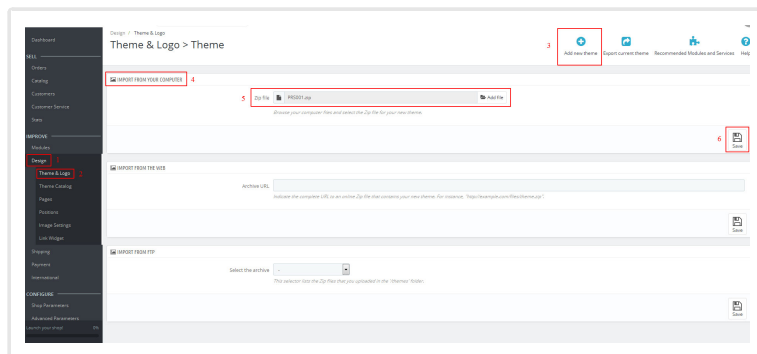 Dashboard
SELL
Orders
Catalog
Customers
Customer Service
Stats
IMPROVE
Modules
Design 1
Theme & Logo 2
Theme Catalog
Pages
Positions
Image Settings
Link Widget
Shipping
Payment
International
CONFIGURE
Shop Parameters
Advanced Parameters
Launch your shop!
Design / Theme & Logo
Theme & Logo > Theme
3
Add new theme
Export current theme
Recommended Modules and Services
Help
IMPORT FROM YOUR COMPUTER 4
5 Zip file
Add file
Browse your computer files and select the Zip file for your new theme.
6
Save
IMPORT FROM THE WEB
Archive URL
Indicate the complete URL to an online Zip file that contains your new theme. For instance, "http://example.com/files/theme.zip".
Save
IMPORT FROM FTP
Select the archive -
This selector lists the Zip files that you uploaded in the '/themes' folder.
Save